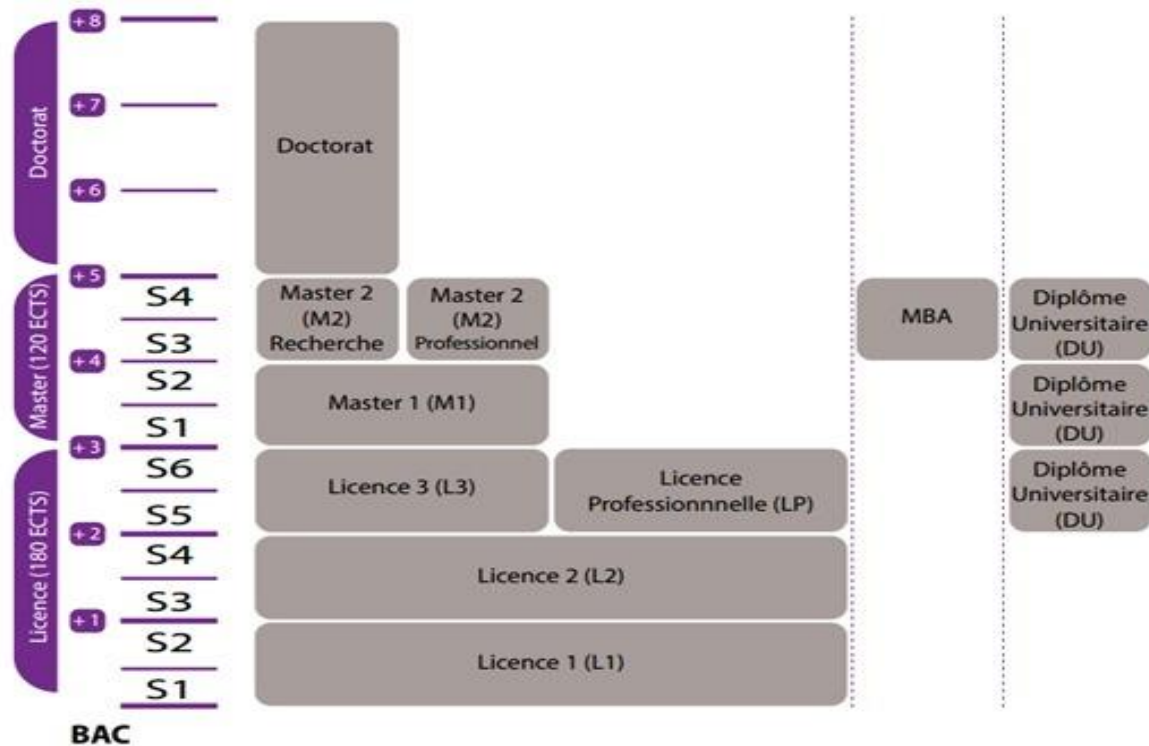 +8
+7
Doctorat
Doctorat
+6
+5
S4
Master 2
(M2)
Recherche
Master 2
(M2)
Professionnel
MBA
Diplôme
Universitaire
(DU)
S3
+4
Master (120 ECTS)
S2
Master 1 (M1)
Diplôme
Universitaire
(DU)
S1
+3
S6
Licence 3 (L3)
Licence
Professionnnelle (LP)
Diplôme
Universitaire
(DU)
S5
+2
Licence (180 ECTS)
S4
Licence 2 (L2)
S3
+1
S2
Licence 1 (L1)
S1
BAC